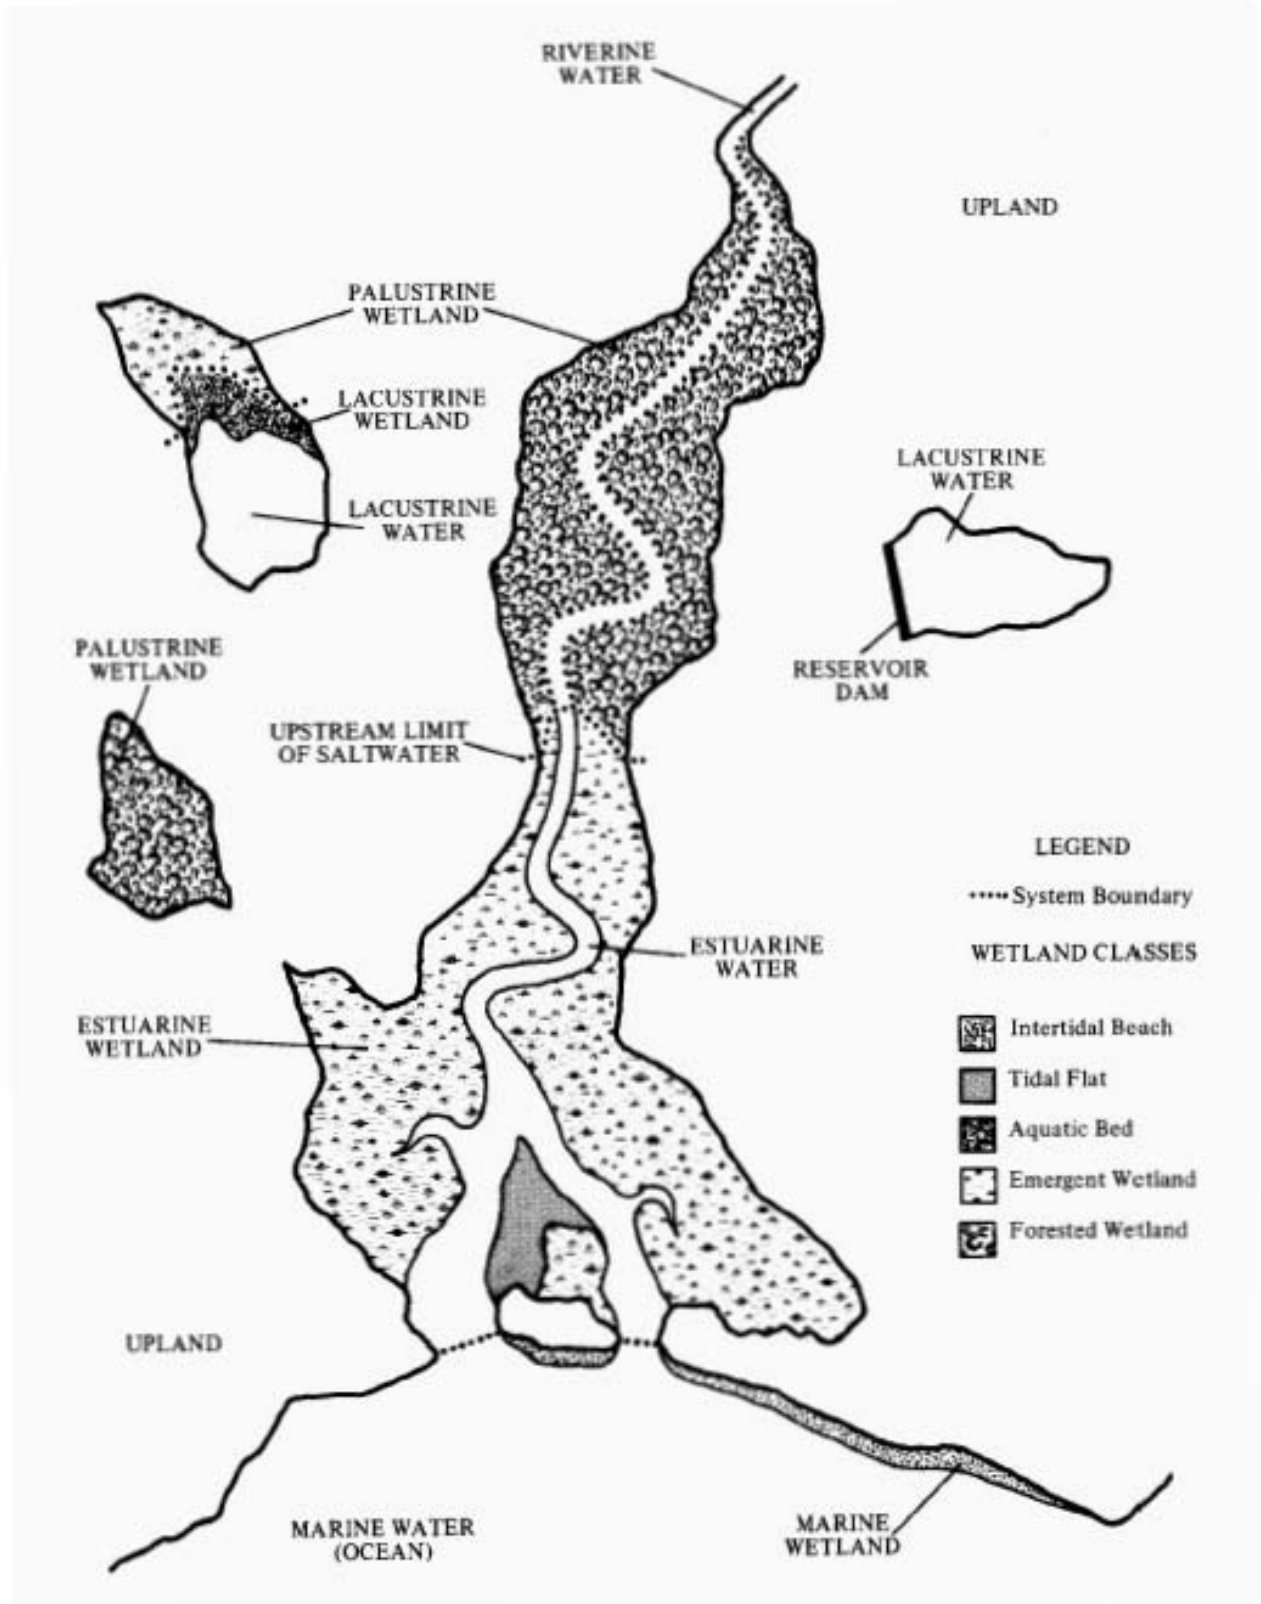 RIVERINE
WATER
UPLAND
PALUSTRINE
WETLAND
LACUSTRINE
WETLAND
LACUSTRINE
WATER
LACUSTRINE
WATER
RESERVOIR
DAM
PALUSTRINE
WETLAND
UPSTREAM LIMIT
OF SALTWATER
LEGEND
System Boundary
WETLAND CLASSES
Intertidal Beach
Tidal Flat
Aquatic Bed
Emergent Wetland
Forested Wetland
ESTUARINE
WATER
ESTUARINE
WETLAND
UPLAND
MARINE WATER
(OCEAN)
MARINE
WETLAND